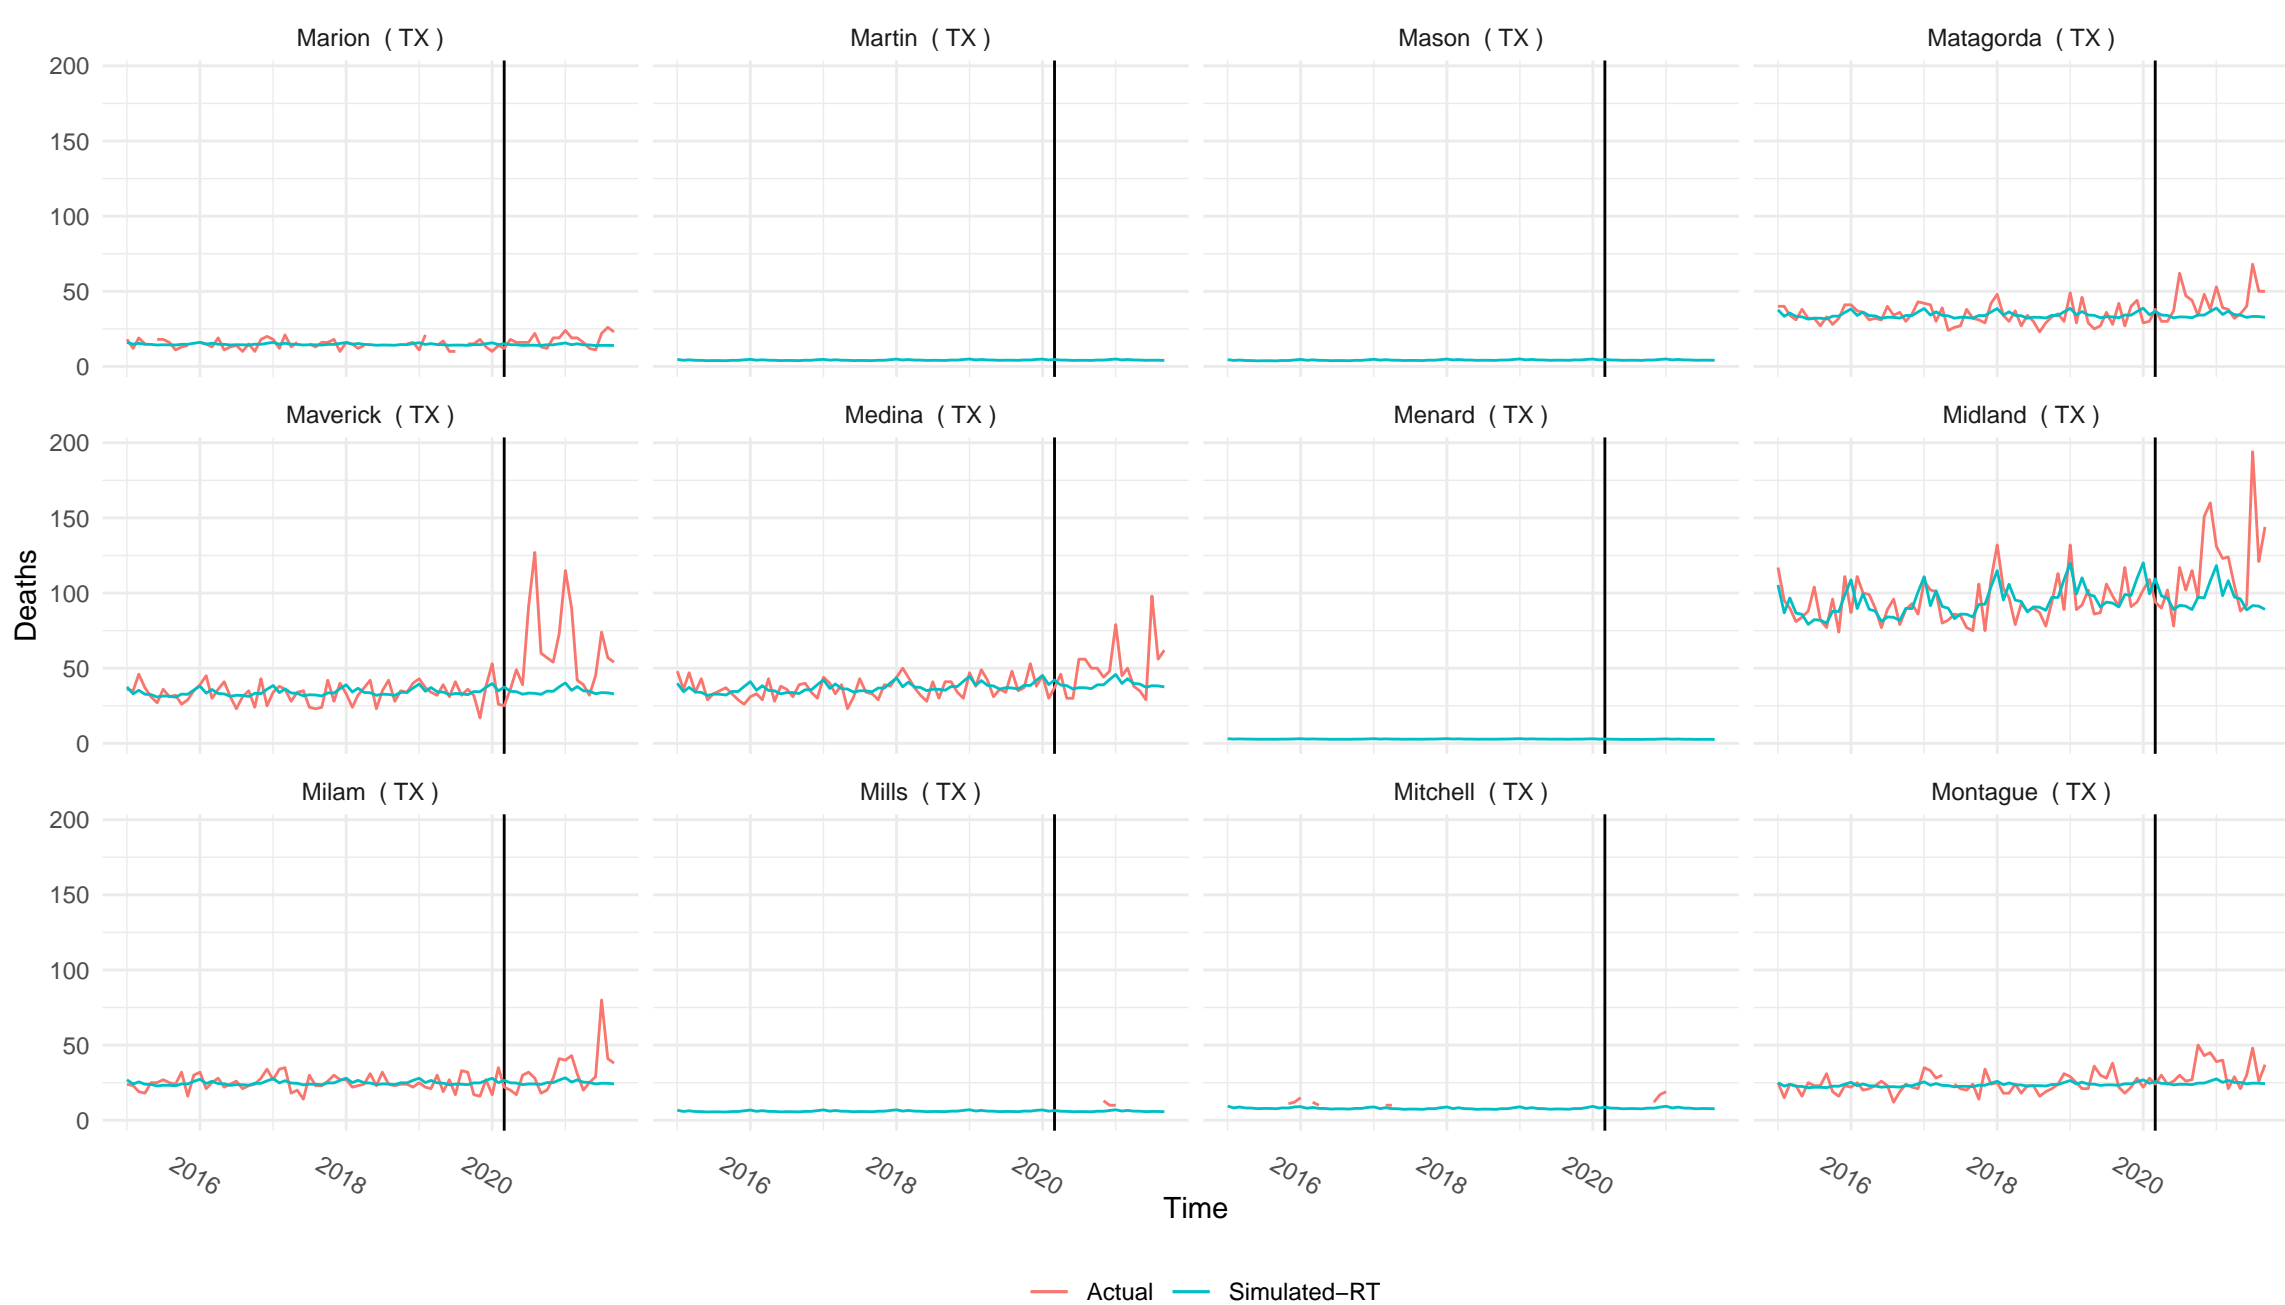 Marion  ( TX )
Martin  ( TX )
Mason  ( TX )
Matagorda  ( TX )
200
150
100
50
0
Maverick  ( TX )
Medina  ( TX )
Menard  ( TX )
Midland  ( TX )
200
150
100
50
0
Deaths
Milam  ( TX )
Mills  ( TX )
Mitchell  ( TX )
Montague  ( TX )
200
150
100
50
0
2016
2018
2020
2016
2018
2020
2016
2018
2020
2016
2018
2020
Time
Actual
Simulated−RT